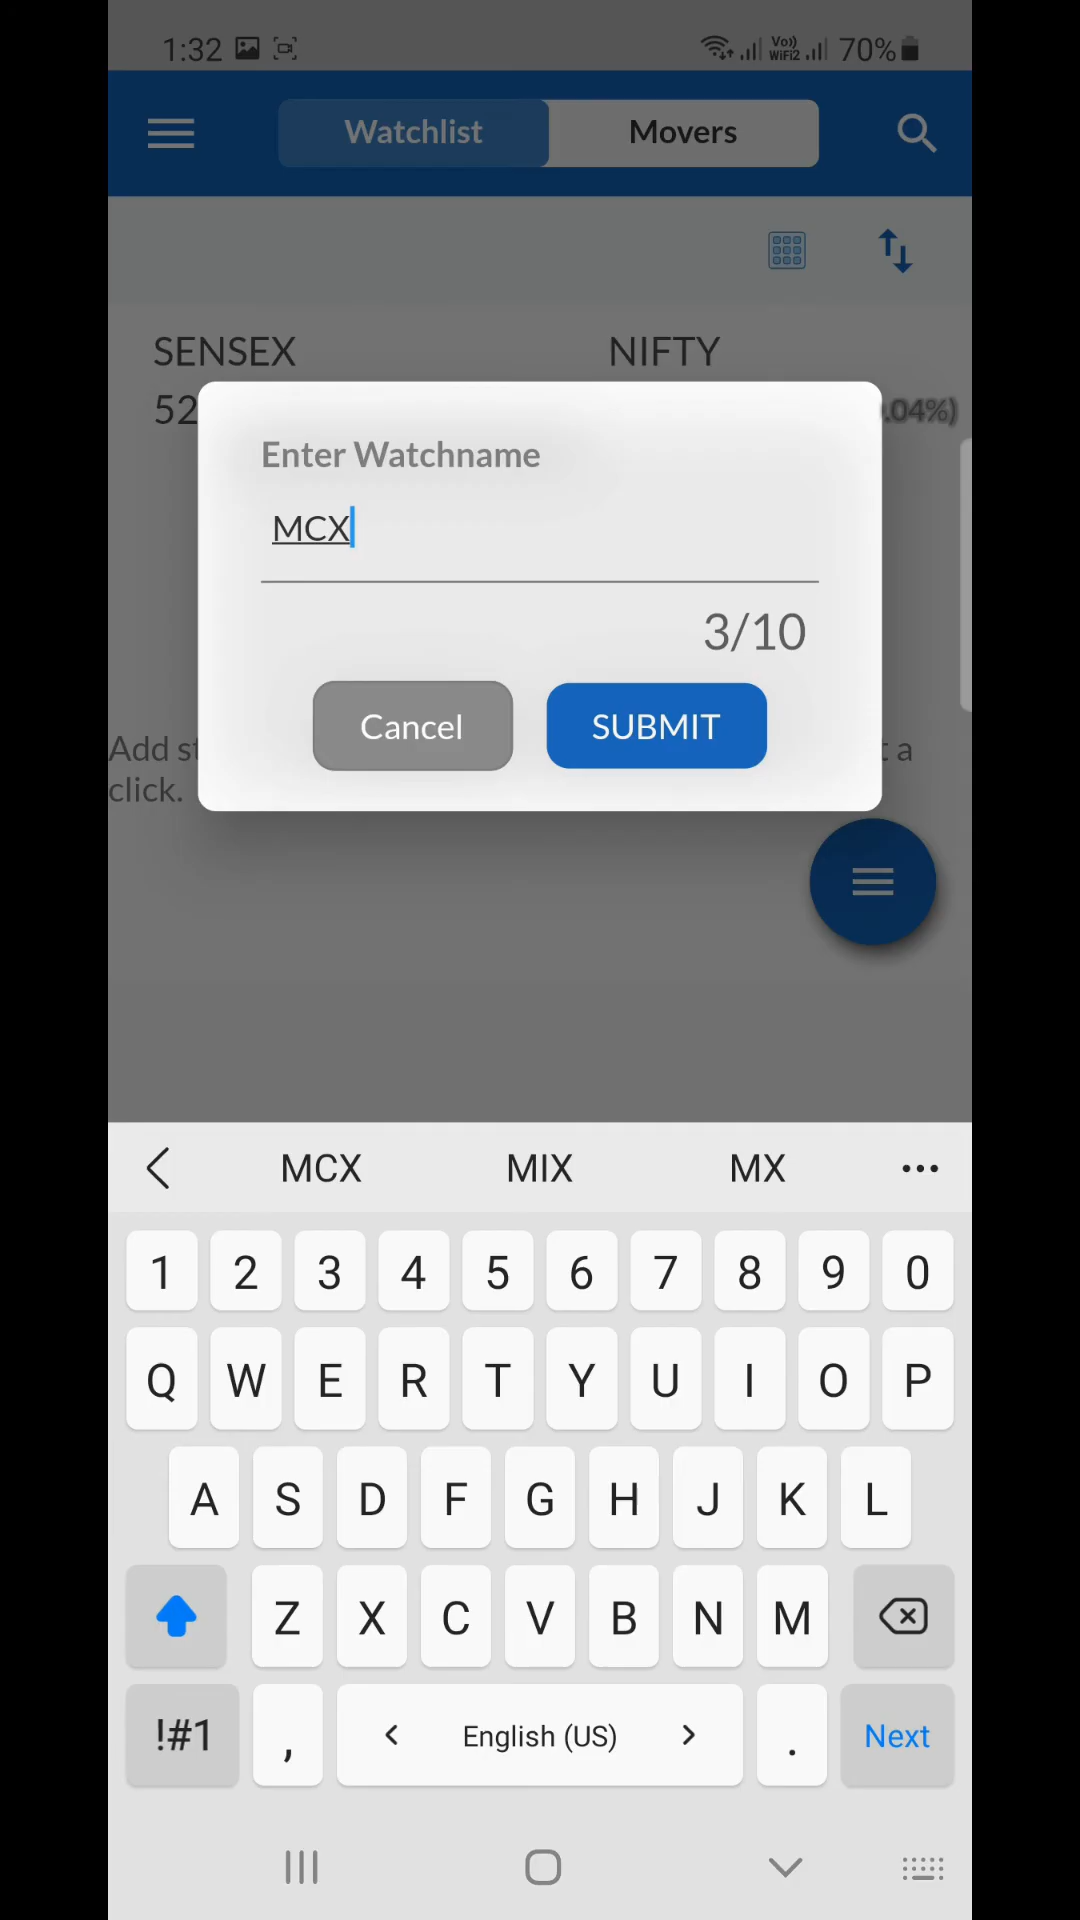 1:32 Vo)) WiFi2 70%
Watchlist Movers
SENSEX NIFTY
52 .04%)
Enter Watchname
MCX
3/10
Cancel SUBMIT
Add st t a
click.
MCX MIX MX
1 2 3 4 5 6 7 8 9 0
Q W E R T Y U I O P
A S D F G H J K L
Z X C V B N M
!#1 , < English (US) > . Next